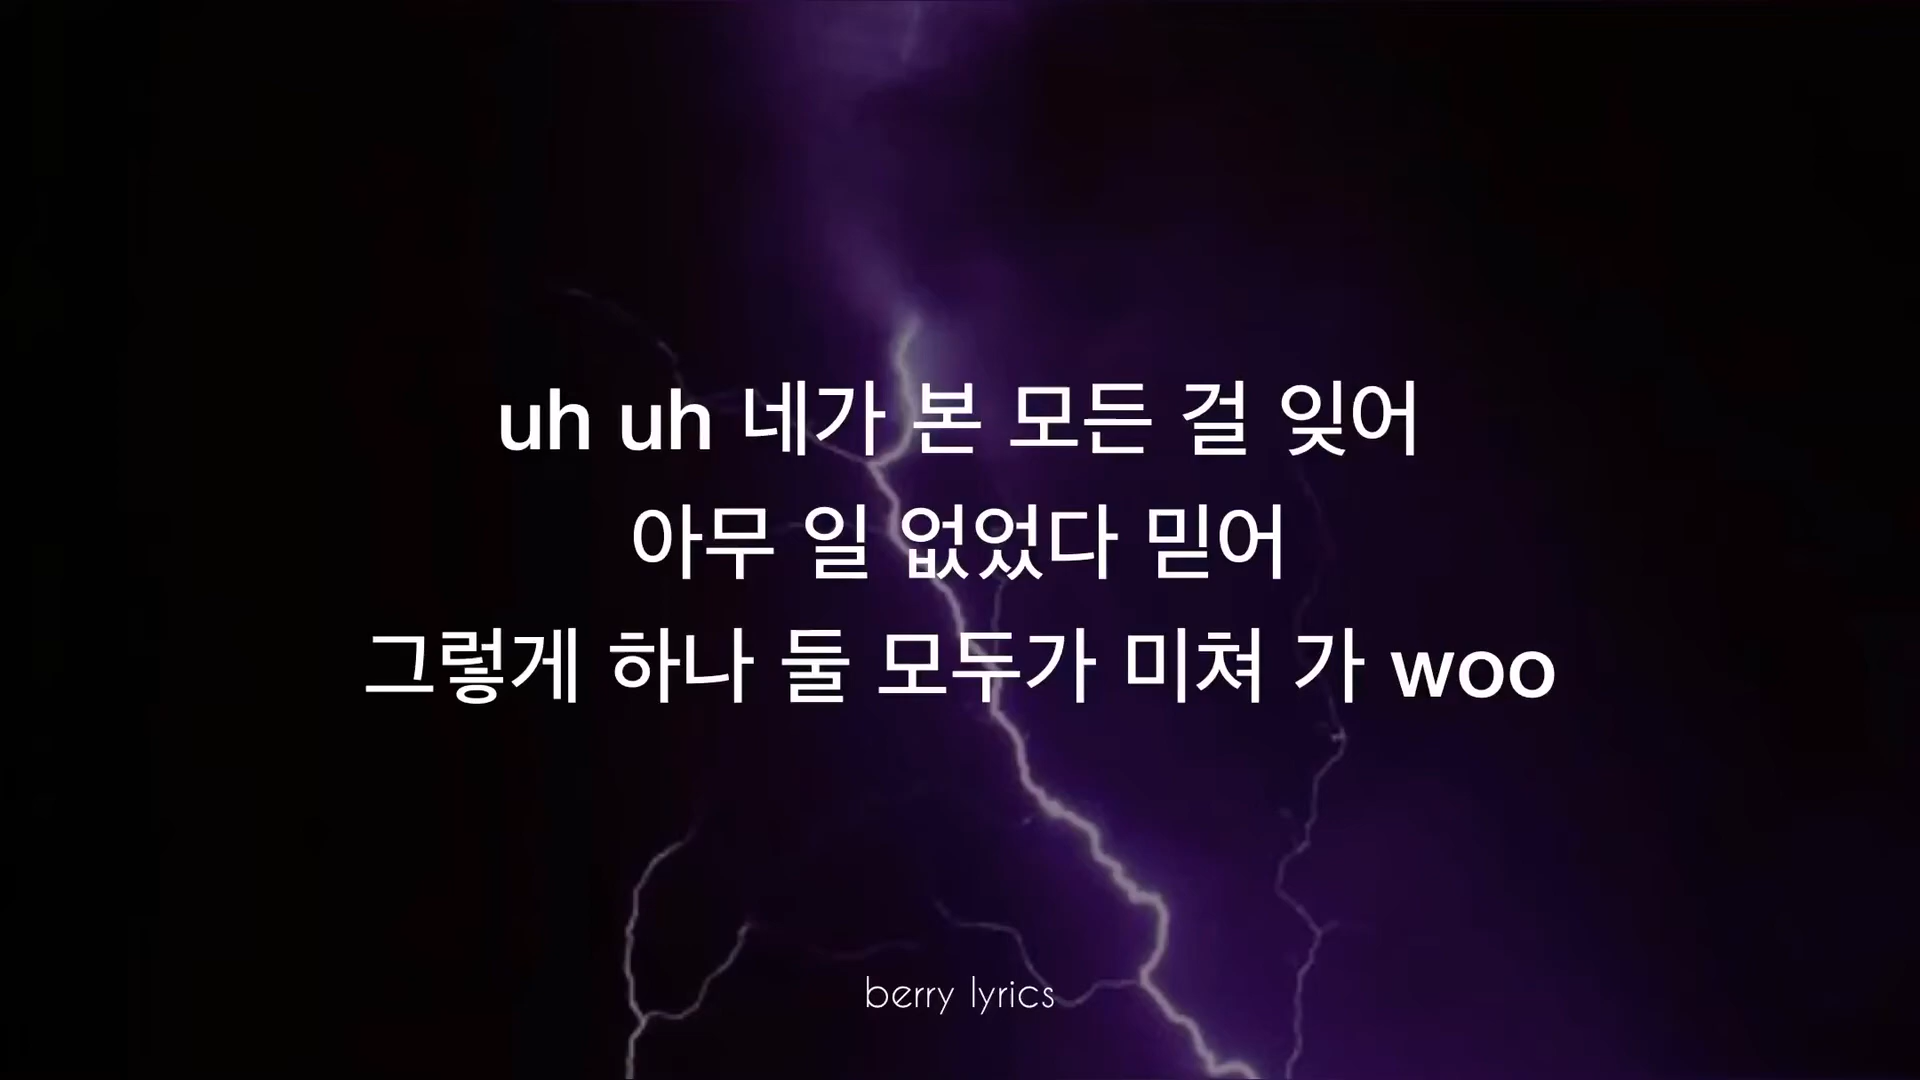 uh uh 네가 본 모든 걸 잊어
아무 일 없었다 믿어
그렇게 하나 둘 모두가 미쳐 가 woo
berry lyrics